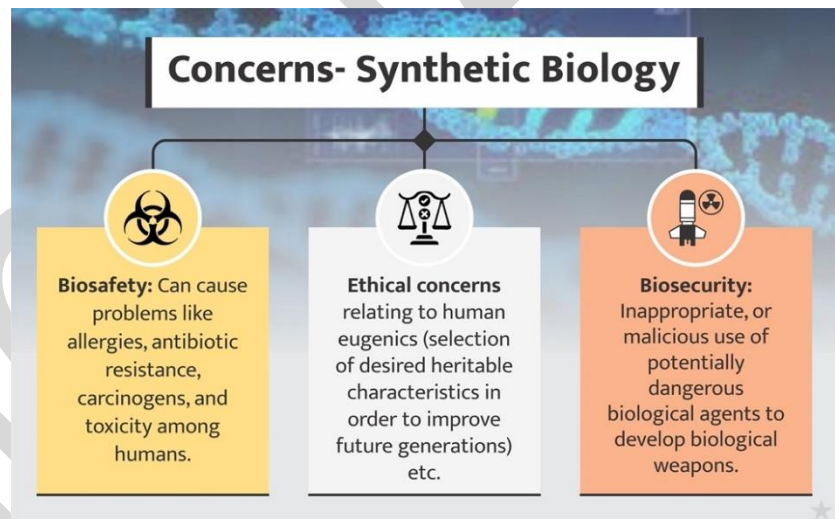 Concerns- Synthetic Biology
Biosafety: Can cause
problems like
allergies, antibiotic
resistance,
carcinogens, and
toxicity among
humans.
Ethical concerns
relating to human
eugenics (selection
of desired heritable
characteristics in
order to improve
future generations)
etc.
Biosecurity:
Inappropriate, or
malicious use of
potentially
dangerous
biological agents to
develop biological
weapons.